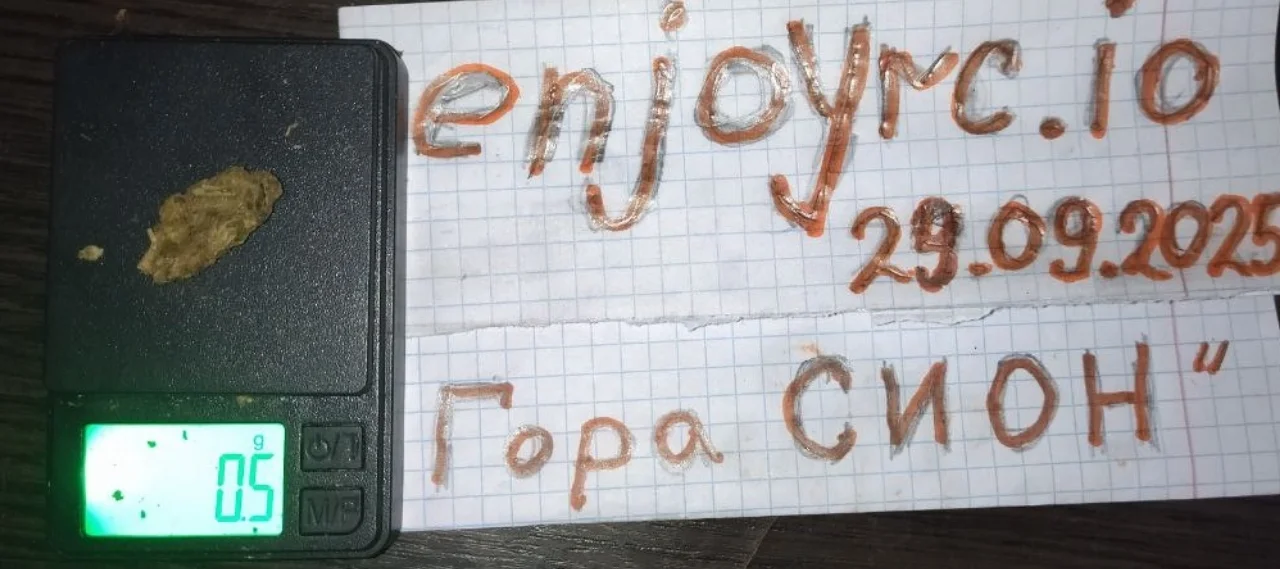 enjoyrc.io
29.09.2025
Гора СИОН"
g
0.5
M/